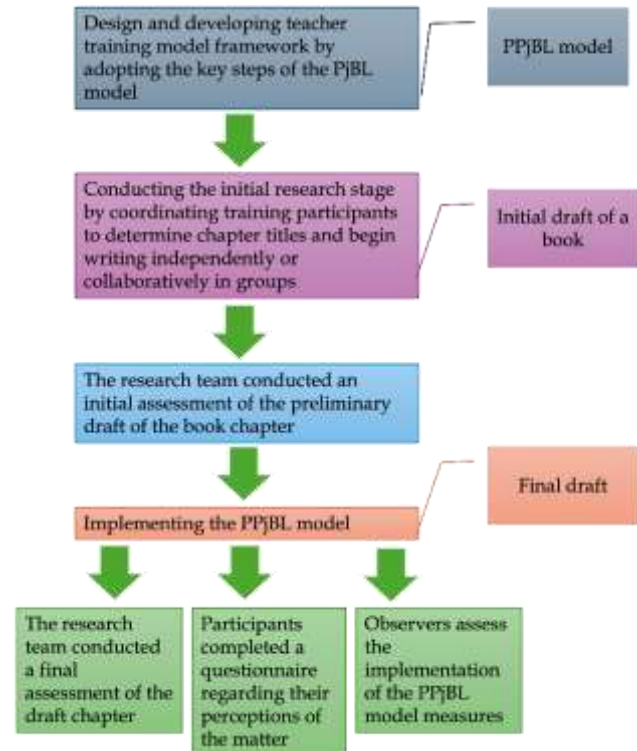 Design and developing teacher
training model framework by
adopting the key steps of the PjBL
model
PPjBL model
Conducting the initial research stage
by coordinating training participants
to determine chapter titles and begin
writing independently or
collaboratively in groups
Initial draft of a
book
The research team conducted an
initial assessment of the preliminary
draft of the book chapter
Final draft
Implementing the PPjBL model
The research
team conducted
a final
assessment of the
draft chapter
Participants
completed a
questionnaire
regarding their
perceptions of
the matter
Observers assess
the
implementation
of the PPjBL
model measures